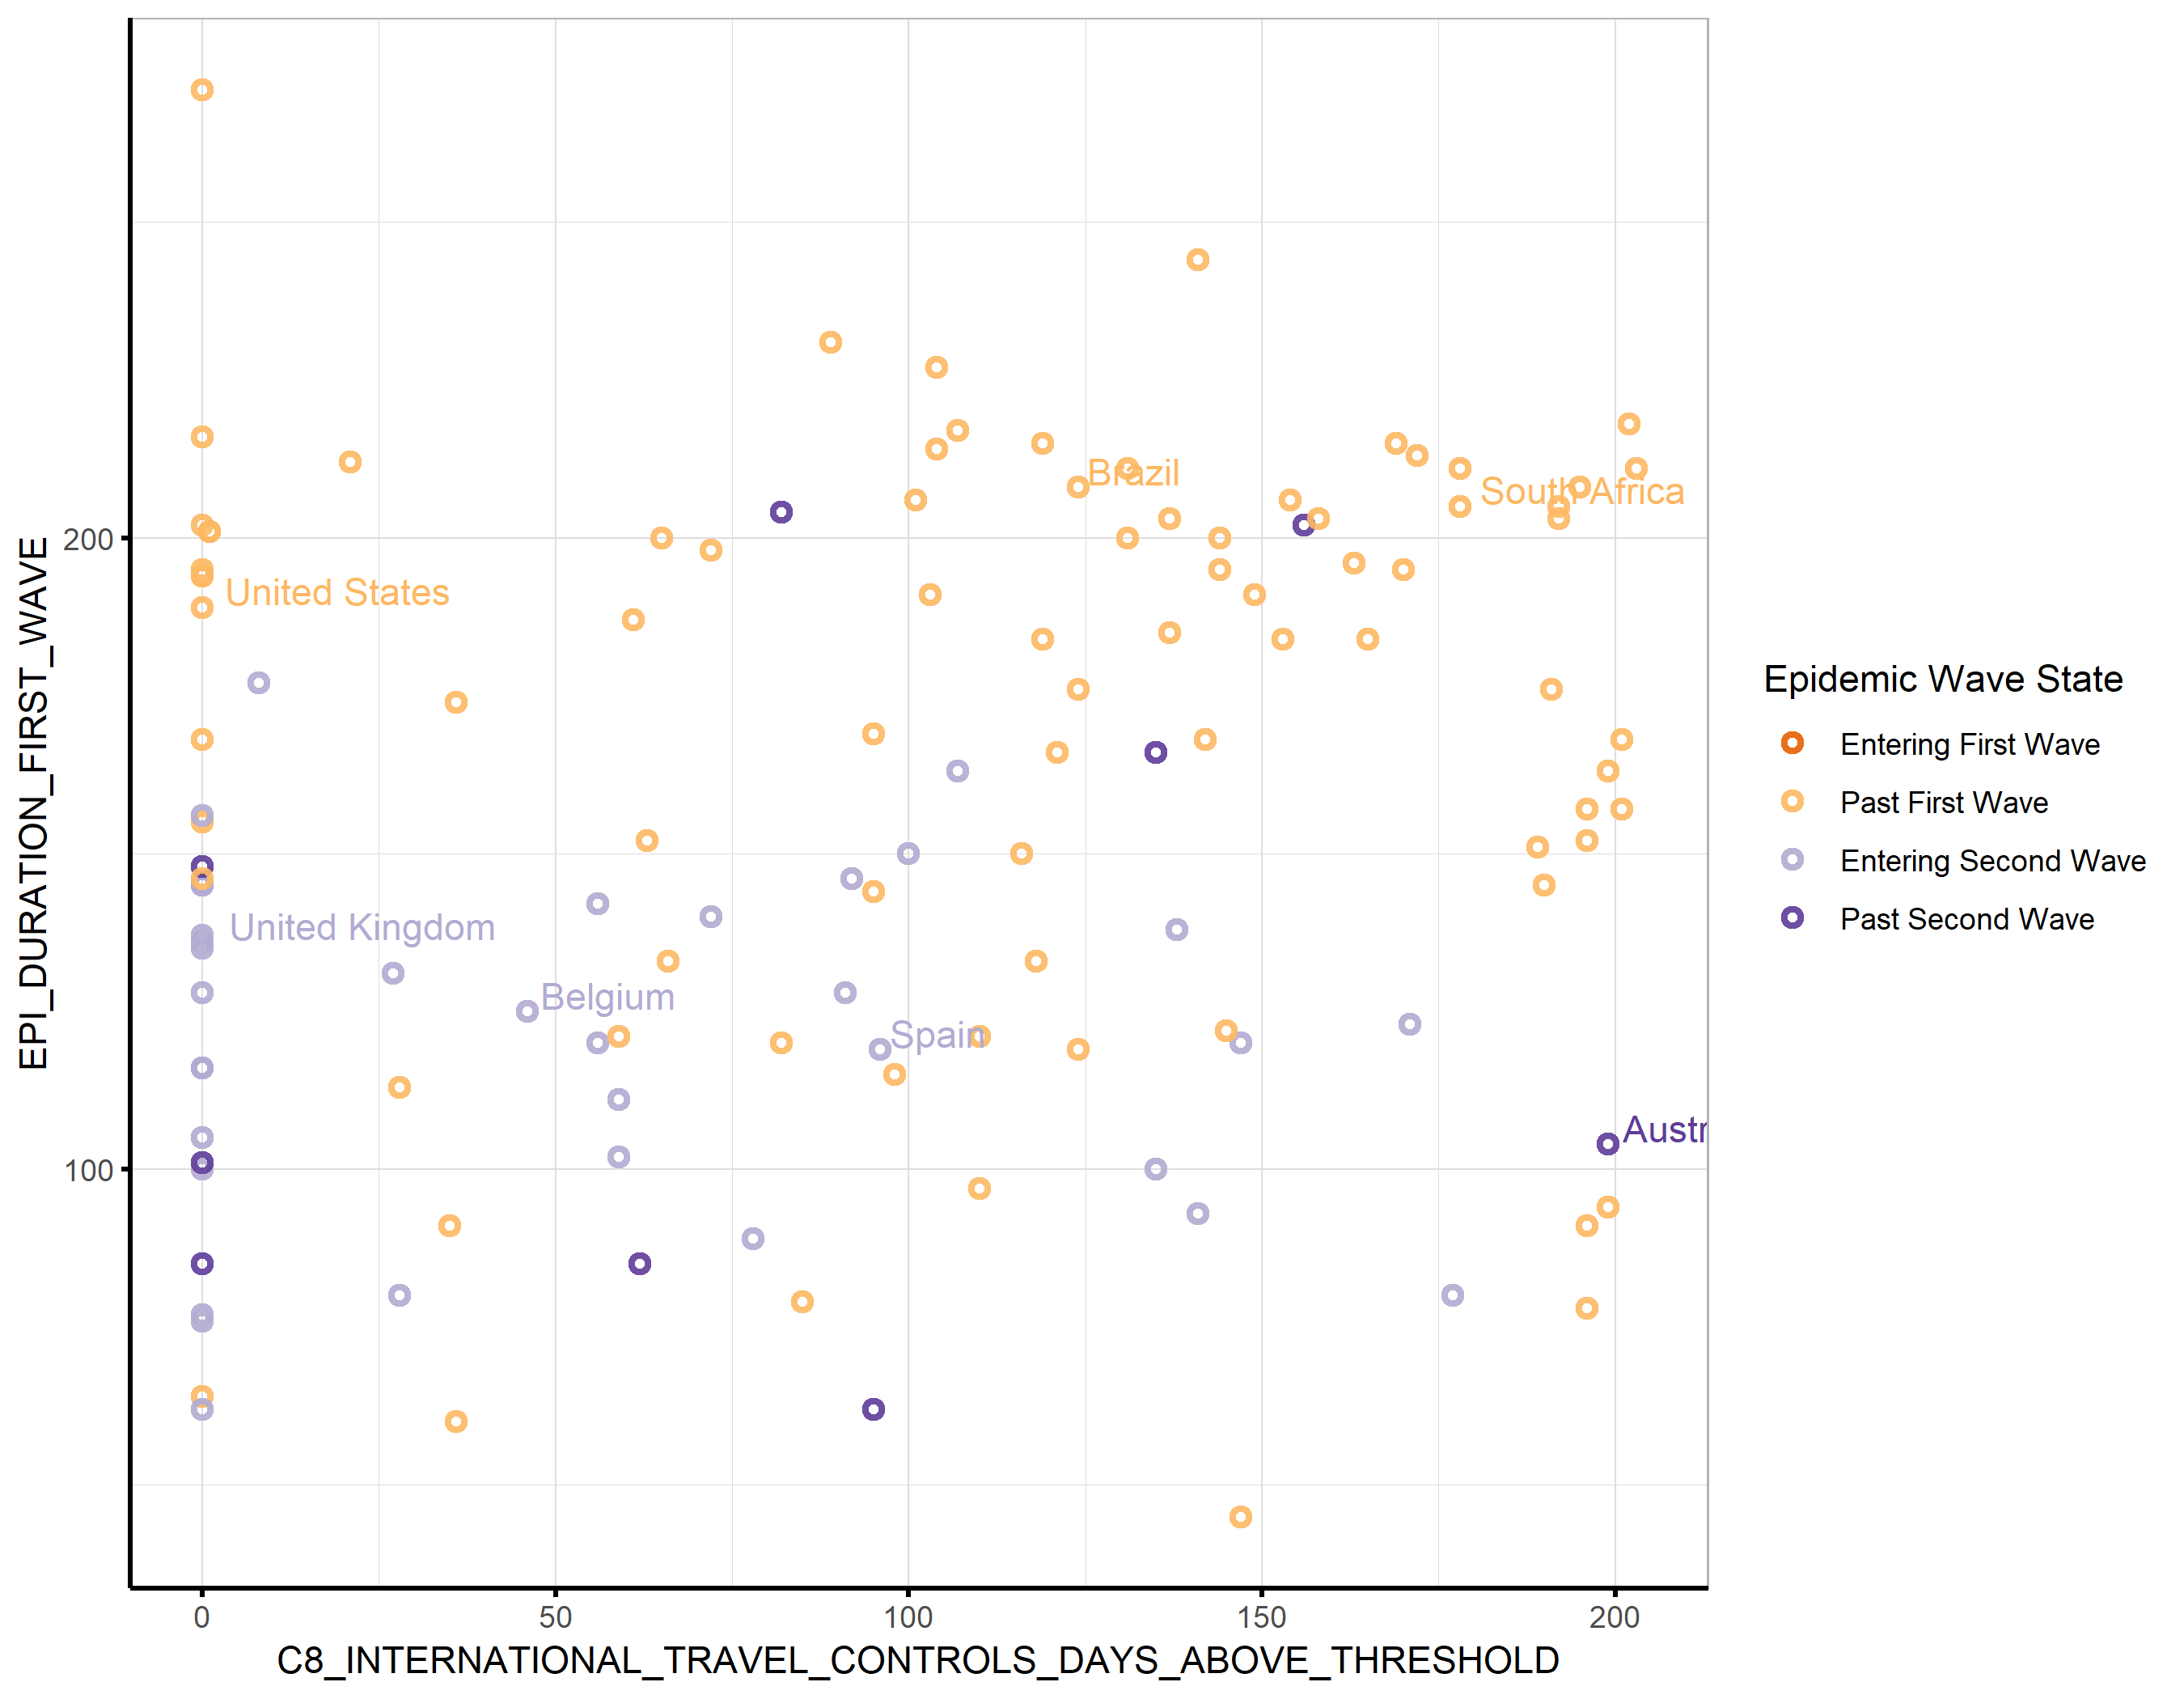 EPI_DURATION_FIRST_WAVE
200
100
Brazil
South Africa
United States
United Kingdom
Belgium
Spain
Austr
0
50
100
150
200
C8_INTERNATIONAL_TRAVEL_CONTROLS_DAYS_ABOVE_THRESHOLD
Epidemic Wave State
Entering First Wave
Past First Wave
Entering Second Wave
Past Second Wave